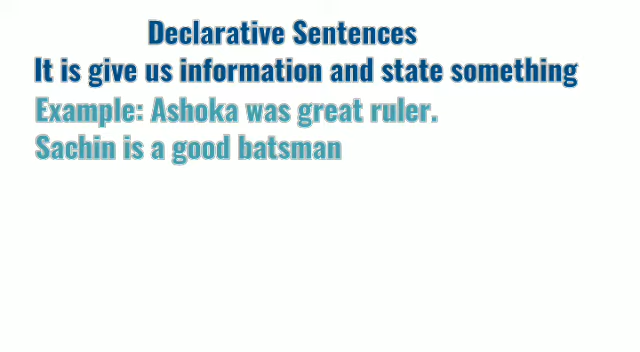 Declarative Sentences
It is give us information and state something
Example: Ashoka was great ruler.
Sachin is a good batsman